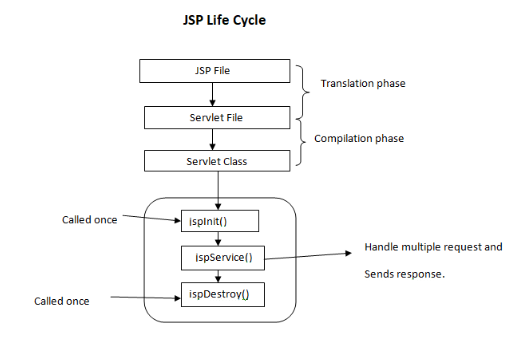 JSP Life Cycle
JSP File
Translation phase
Servlet File
Compilation phase
Servlet Class
Called once
jspInit()
jspService()
Handle multiple request and
Sends response.
jspDestroy()
Called once